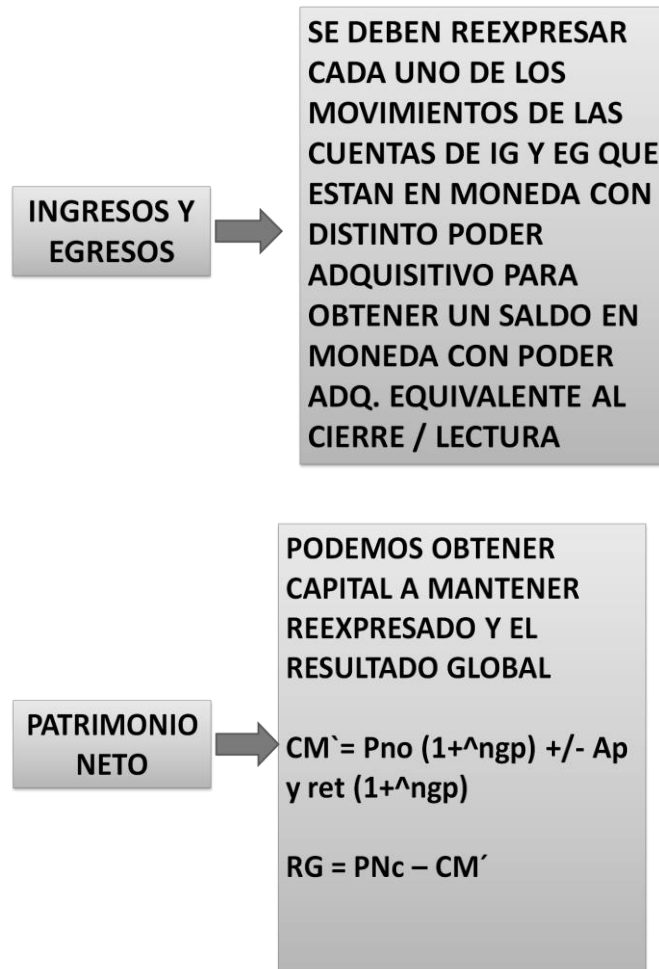 INGRESOS Y
EGRESOS
SE DEBEN REEXPRESAR
CADA UNO DE LOS
MOVIMIENTOS DE LAS
CUENTAS DE IG Y EG QUE
ESTAN EN MONEDA CON
DISTINTO PODER
ADQUISITIVO PARA
OBTENER UN SALDO EN
MONEDA CON PODER
ADQ. EQUIVALENTE AL
CIERRE / LECTURA
PATRIMONIO
NETO
PODEMOS OBTENER
CAPITAL A MANTENER
REEXPRESADO Y EL
RESULTADO GLOBAL
CM`= Pno (1+^ngp) +/- Ap
y ret (1+^ngp)
RG = PNc – CM´